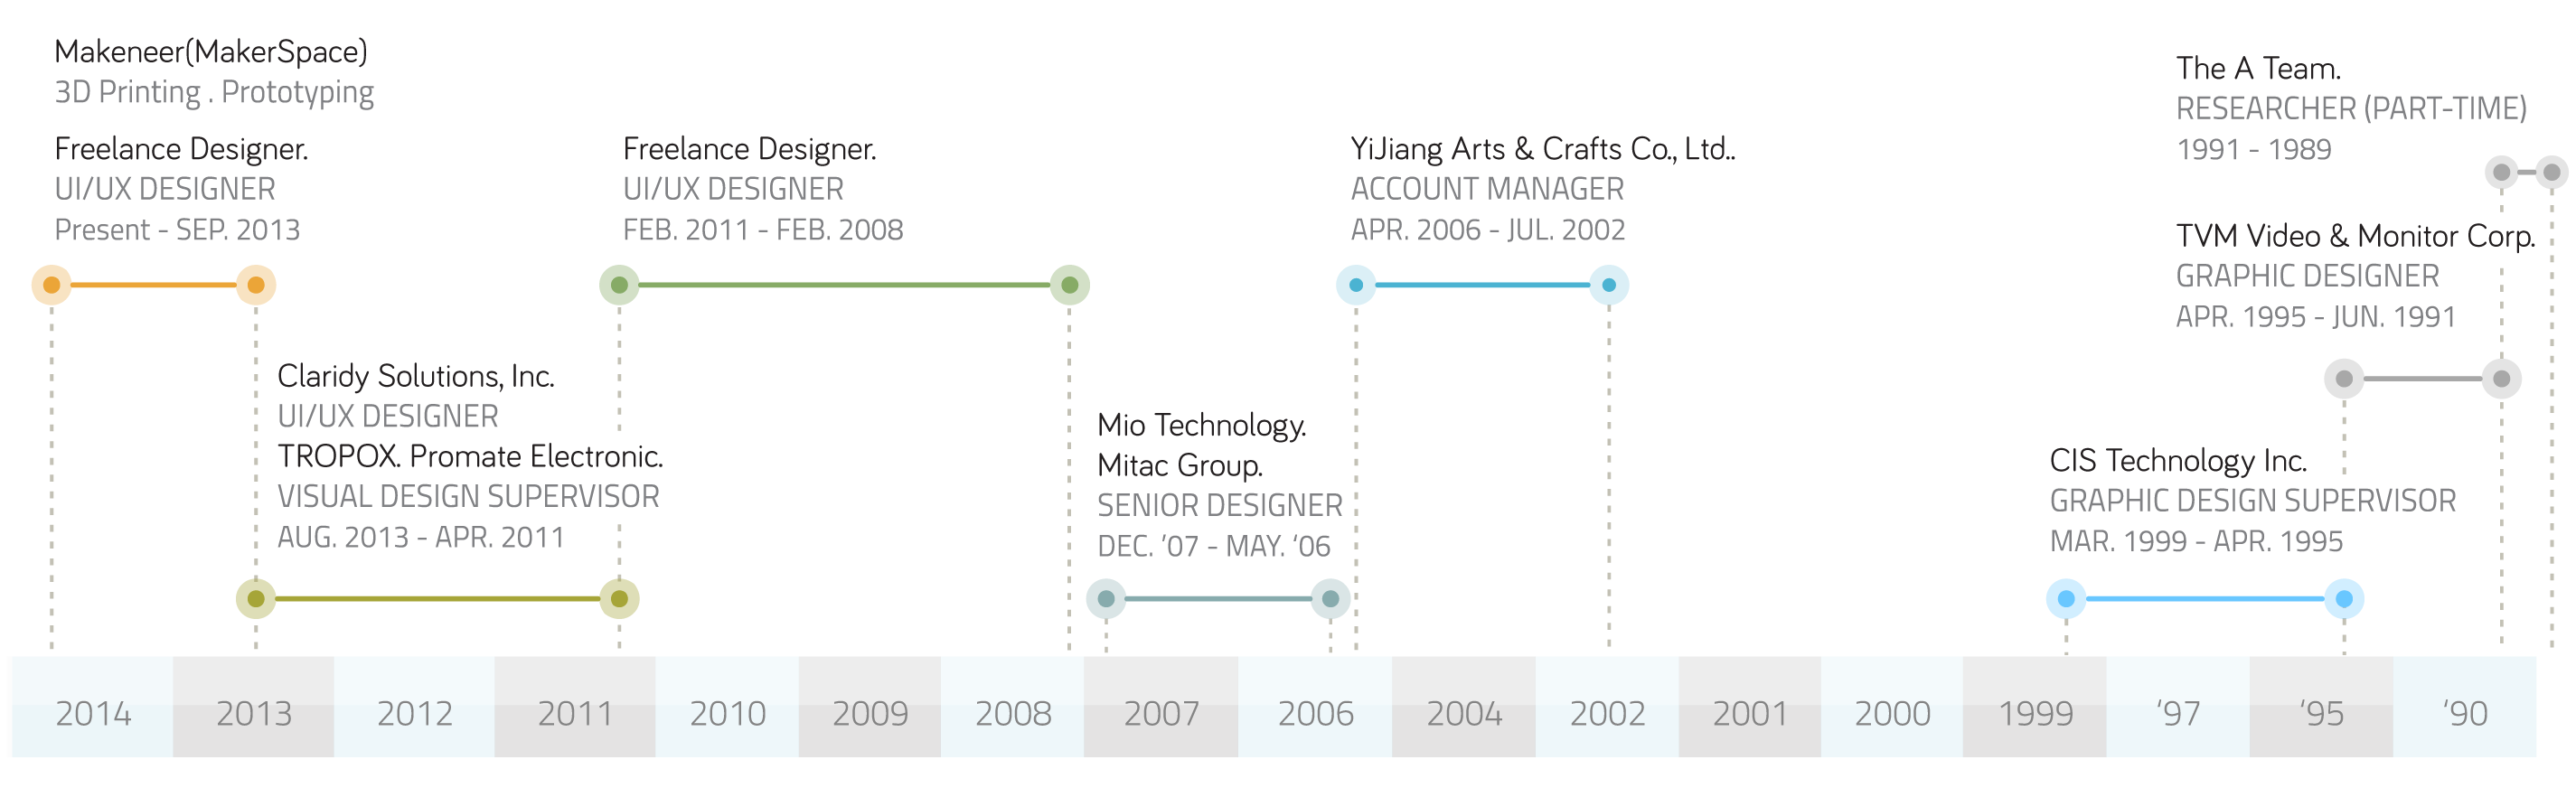 Makeneer(MakerSpace)
3D Printing . Prototyping
Freelance Designer.
UI/UX DESIGNER
Present - SEP. 2013
Claridy Solutions, Inc.
UI/UX DESIGNER
TROPOX. Promate Electronic.
VISUAL DESIGN SUPERVISOR
AUG. 2013 - APR. 2011
Freelance Designer.
UI/UX DESIGNER
FEB. 2011 - FEB. 2008
Mio Technology.
Mitac Group.
SENIOR DESIGNER
DEC. ‘07 - MAY. ‘06
YiJiang Arts & Crafts Co., Ltd..
ACCOUNT MANAGER
APR. 2006 - JUL. 2002
CIS Technology Inc.
GRAPHIC DESIGN SUPERVISOR
MAR. 1999 - APR. 1995
TVM Video & Monitor Corp.
GRAPHIC DESIGNER
APR. 1995 - JUN. 1991
The A Team.
RESEARCHER (PART-TIME)
1991 - 1989
2014 2013 2012 2011 2010 2009 2008 2007 2006 2004 2002 2001 2000 1999 ‘97 ‘95 ‘90